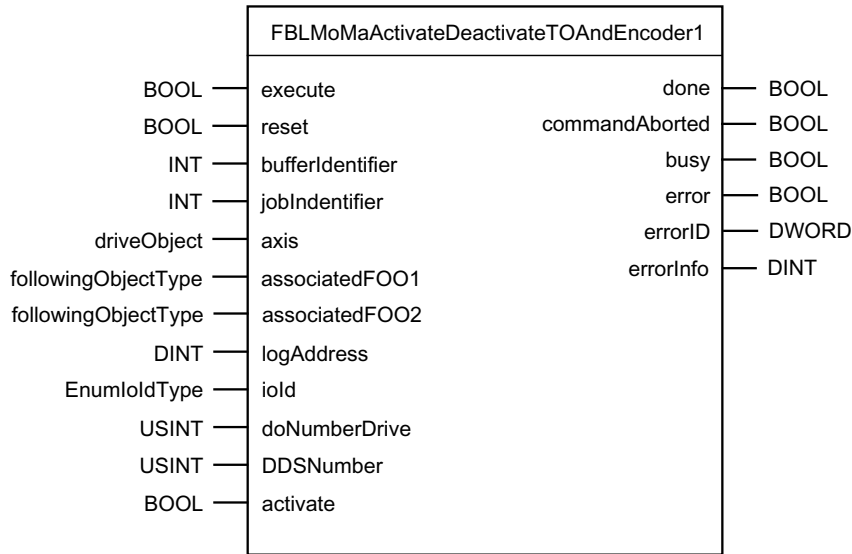 FBLMoMaActivateDeactivateTOAndEncoder1
BOOL execute done BOOL
BOOL reset commandAborted BOOL
INT bufferIdentifier busy BOOL
INT jobIndentifier error BOOL
driveObject axis errorID DWORD
followingObjectType associatedFOO1 errorInfo DINT
followingObjectType associatedFOO2
DINT logAddress
EnumIoIdType ioId
USINT doNumberDrive
USINT DDSNumber
BOOL activate